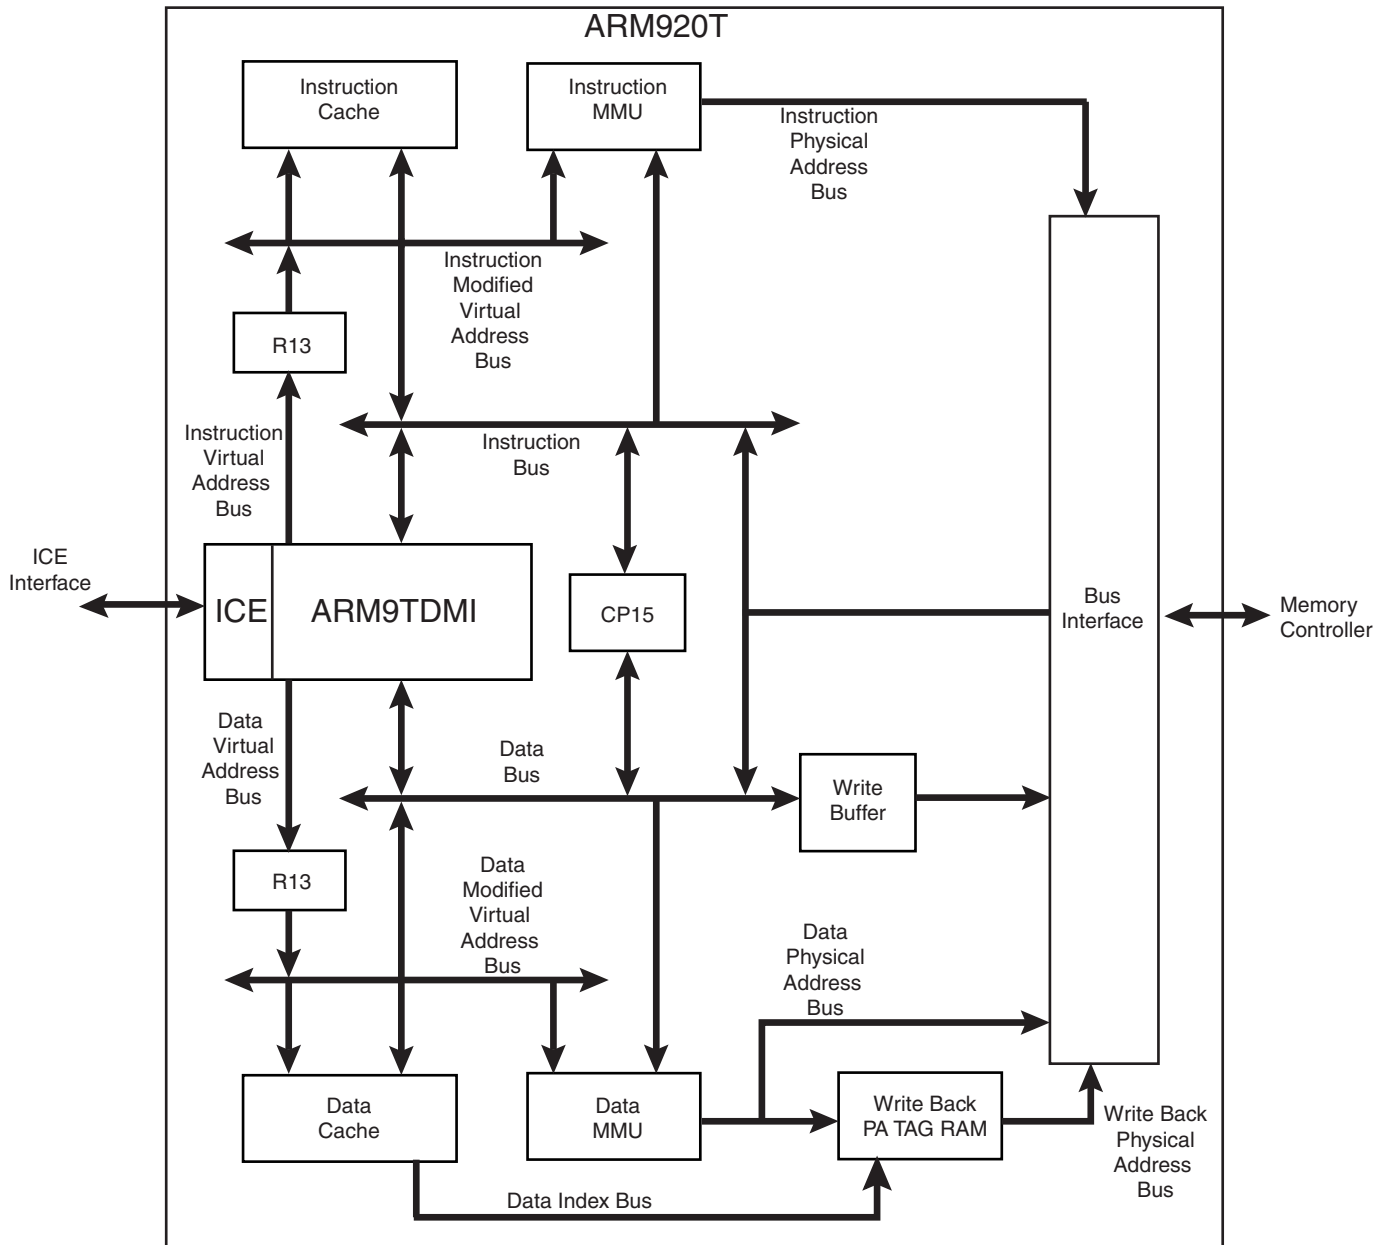 ARM920T
Instruction
Cache
Instruction
MMU
Instruction
Physical
Address
Bus
Instruction
Modified
Virtual
Address
Bus
R13
Instruction
Virtual
Address
Bus
Instruction
Bus
ICE
Interface
ICE
ARM9TDMI
CP15
Bus
Interface
Memory
Controller
Data
Virtual
Address
Bus
Data
Bus
Write
Buffer
R13
Data
Modified
Virtual
Address
Bus
Data
Physical
Address
Bus
Data
Cache
Data
MMU
Write Back
PA TAG RAM
Write Back
Physical
Address
Bus
Data Index Bus